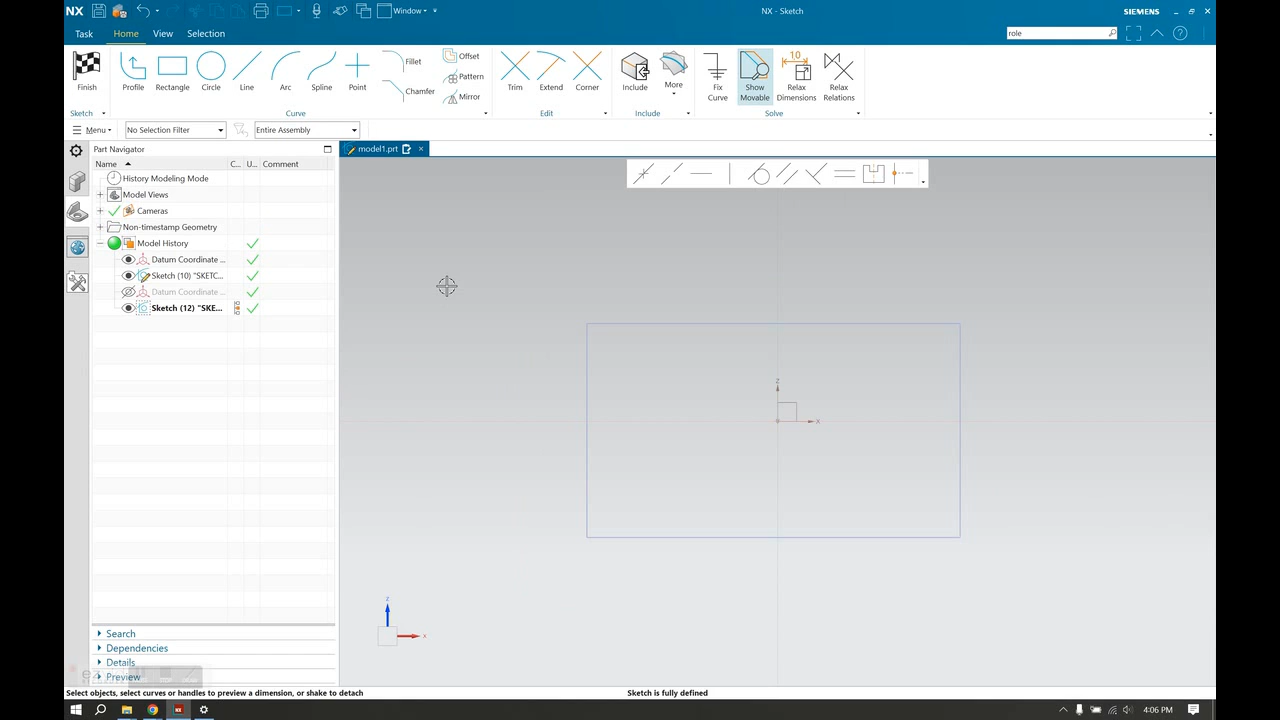 NX Window NX - Sketch SIEMENS
Task Home View Selection role
Finish Profile Rectangle Circle Line Arc Spline Point Fillet Chamfer Offset Pattern Mirror Trim Extend Corner Include More Fix Curve Show Movable 10 Relax Dimensions Relax Relations
Sketch Curve Edit Include Solve
Menu No Selection Filter Entire Assembly
Part Navigator model1.prt
Name C... U... Comment
History Modeling Mode
Model Views
Cameras
Non-timestamp Geometry
Model History
Datum Coordinate ...
Sketch (10) "SKETC...
Datum Coordinate ...
Sketch (12) "SKE...
Z
X
Z
X
Search
Dependencies
Details
Preview
Select objects, select curves or handles to preview a dimension, or shake to detach Sketch is fully defined
NX 4:06 PM